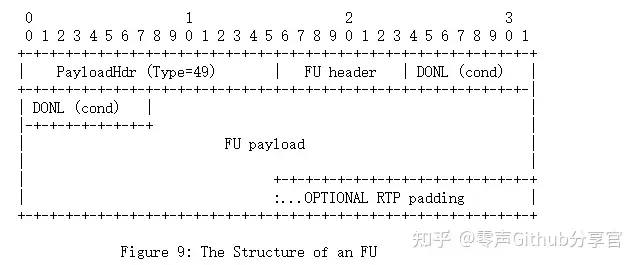 0                   1                   2                   3
0 1 2 3 4 5 6 7 8 9 0 1 2 3 4 5 6 7 8 9 0 1 2 3 4 5 6 7 8 9 0 1
+-+-+-+-+-+-+-+-+-+-+-+-+-+-+-+-+-+-+-+-+-+-+-+-+-+-+-+-+-+-+-+-+
|    PayloadHdr (Type=49)       |   FU header   | DONL (cond)   |
+-+-+-+-+-+-+-+-+-+-+-+-+-+-+-+-+-+-+-+-+-+-+-+-+-+-+-+-+-+-+-+-|
| DONL (cond)   |                                               |
|-+-+-+-+-+-+-+-+                                               |
|                         FU payload                            |
|                                                               |
|                               +-+-+-+-+-+-+-+-+-+-+-+-+-+-+-+-+
|                               :...OPTIONAL RTP padding        |
+-+-+-+-+-+-+-+-+-+-+-+-+-+-+-+-+-+-+-+-+-+-+-+-+-+-+-+-+-+-+-+-+
Figure 9: The Structure of an FU
知乎 @零声Github分享官